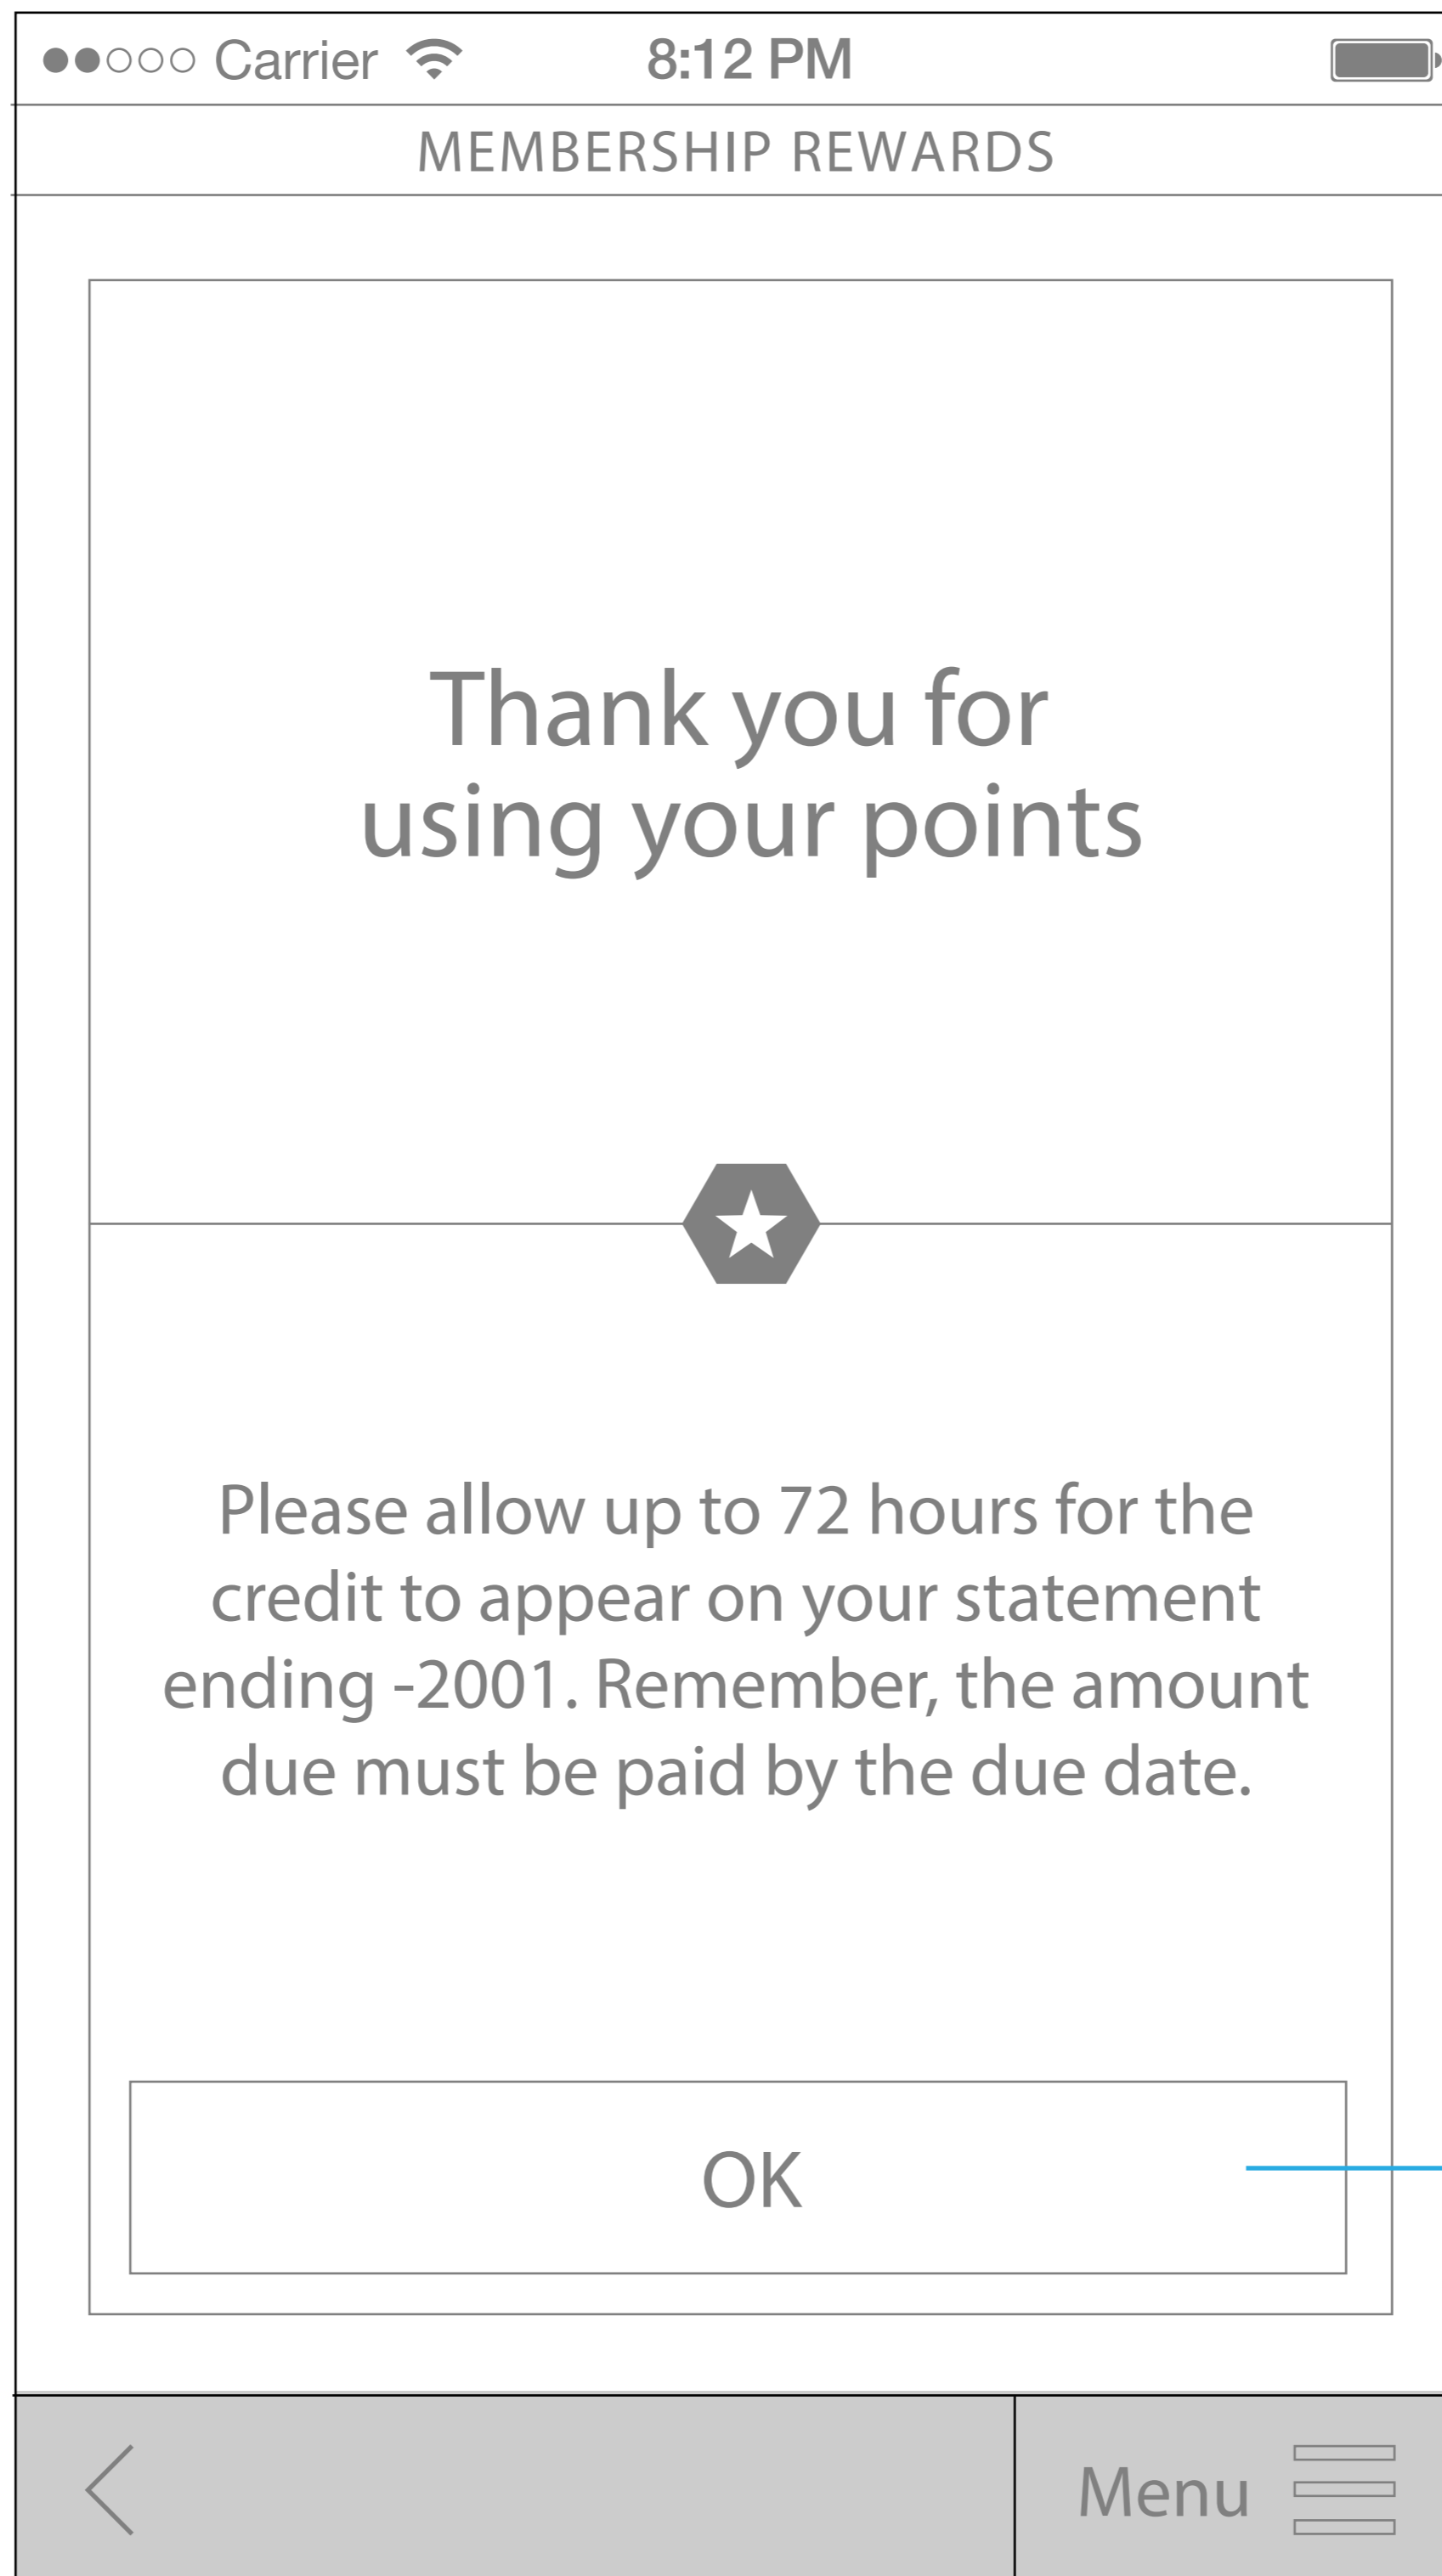 Carrier 8:12 PM
MEMBERSHIP REWARDS
Thank you for
using your points
Please allow up to 72 hours for the
credit to appear on your statement
ending -2001. Remember, the amount
due must be paid by the due date.
OK
Menu